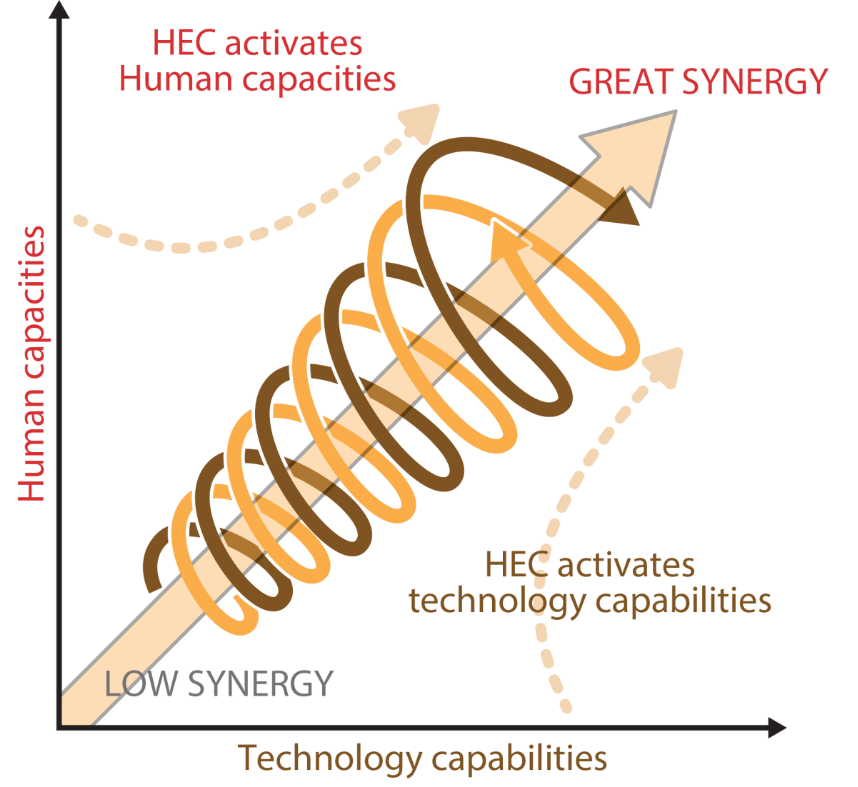 HEC activates
Human capacities
GREAT SYNERGY
Human capacities
HEC activates
technology capabilities
LOW SYNERGY
Technology capabilities